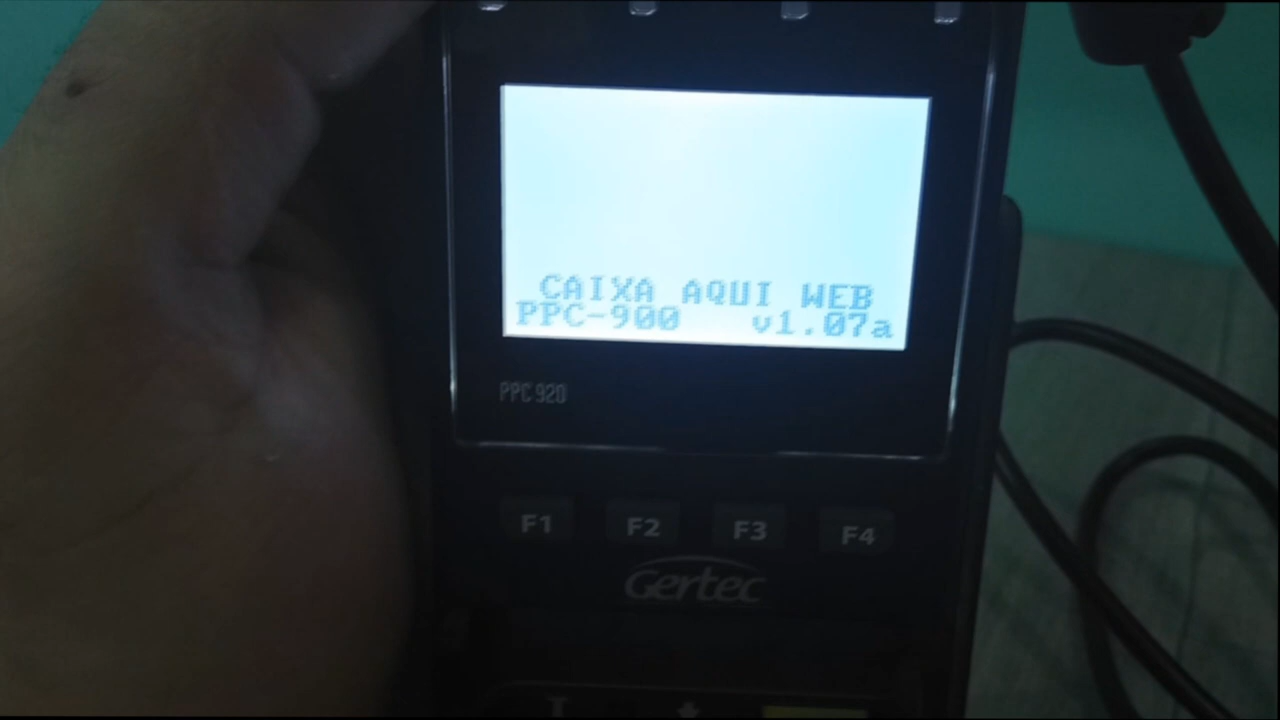 CAIXA AQUI WEB
PPC-900 v1.07a
PPC 920
F1 F2 F3 F4
Gertec